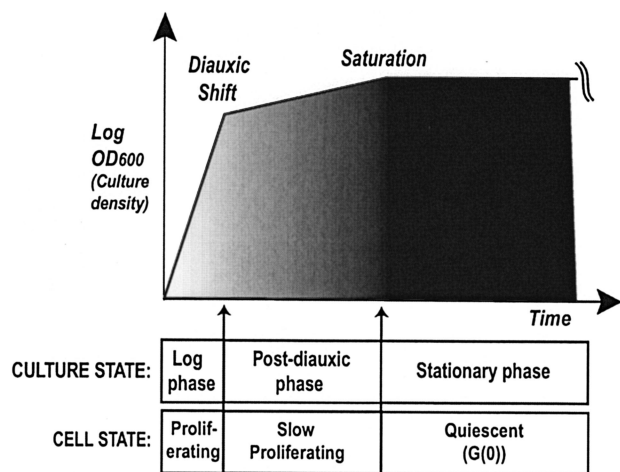 Diauxic
Shift
Saturation
Log
OD600
(Culture
density)
Time
CULTURE STATE:
Log
phase
Post-diauxic
phase
Stationary phase
CELL STATE:
Prolif-
erating
Slow
Proliferating
Quiescent
(G(0))